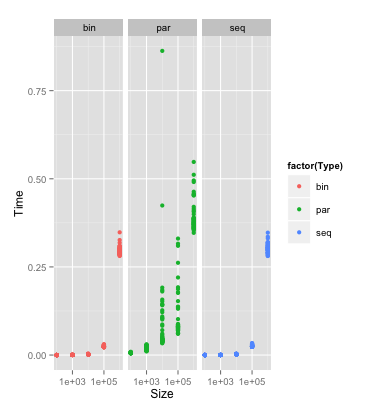 bin par seq
0.75
0.50
0.25
0.00
Time
1e+03 1e+05 1e+03 1e+05 1e+03 1e+05
Size
factor(Type)
bin
par
seq